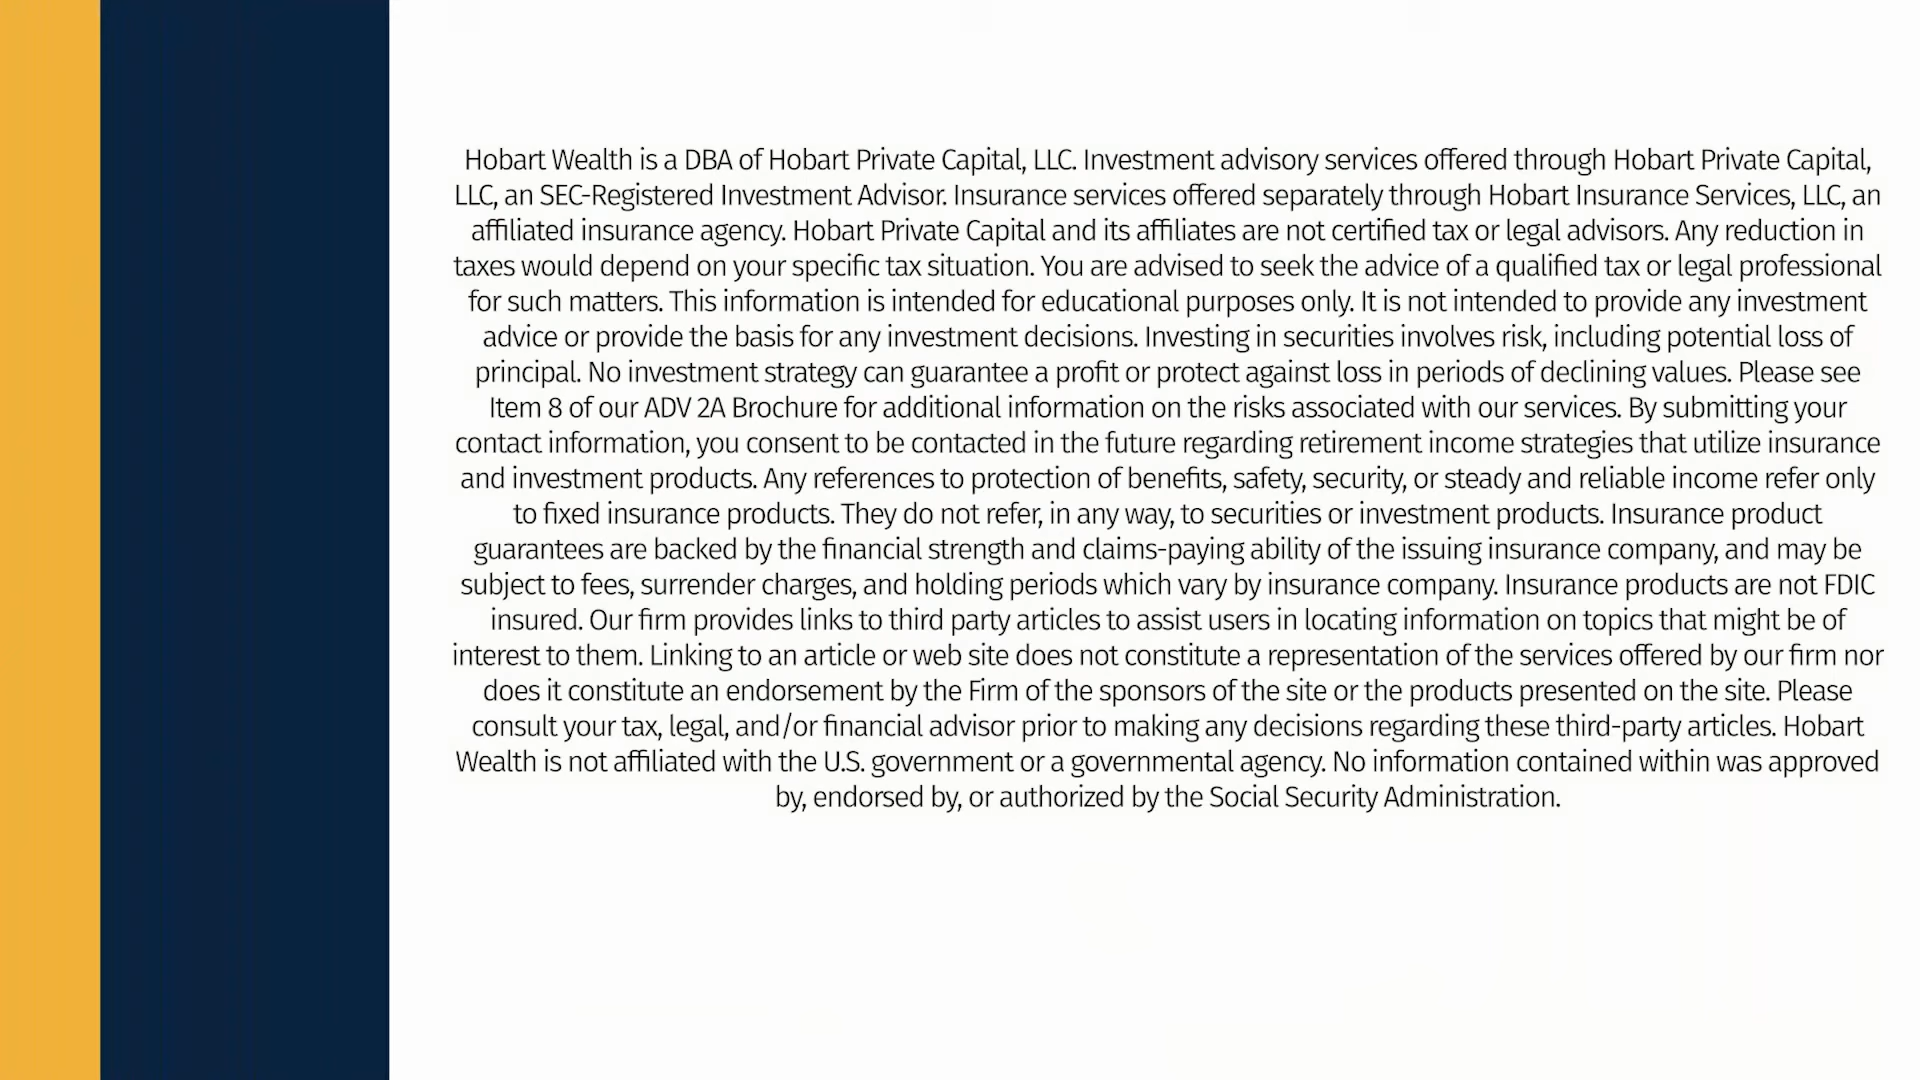 Hobart Wealth is a DBA of Hobart Private Capital, LLC. Investment advisory services offered through Hobart Private Capital,
LLC, an SEC-Registered Investment Advisor. Insurance services offered separately through Hobart Insurance Services, LLC, an
affiliated insurance agency. Hobart Private Capital and its affiliates are not certified tax or legal advisors. Any reduction in
taxes would depend on your specific tax situation. You are advised to seek the advice of a qualified tax or legal professional
for such matters. This information is intended for educational purposes only. It is not intended to provide any investment
advice or provide the basis for any investment decisions. Investing in securities involves risk, including potential loss of
principal. No investment strategy can guarantee a profit or protect against loss in periods of declining values. Please see
Item 8 of our ADV 2A Brochure for additional information on the risks associated with our services. By submitting your
contact information, you consent to be contacted in the future regarding retirement income strategies that utilize insurance
and investment products. Any references to protection of benefits, safety, security, or steady and reliable income refer only
to fixed insurance products. They do not refer, in any way, to securities or investment products. Insurance product
guarantees are backed by the financial strength and claims-paying ability of the issuing insurance company, and may be
subject to fees, surrender charges, and holding periods which vary by insurance company. Insurance products are not FDIC
insured. Our firm provides links to third party articles to assist users in locating information on topics that might be of
interest to them. Linking to an article or web site does not constitute a representation of the services offered by our firm nor
does it constitute an endorsement by the Firm of the sponsors of the site or the products presented on the site. Please
consult your tax, legal, and/or financial advisor prior to making any decisions regarding these third-party articles. Hobart
Wealth is not affiliated with the U.S. government or a governmental agency. No information contained within was approved
by, endorsed by, or authorized by the Social Security Administration.